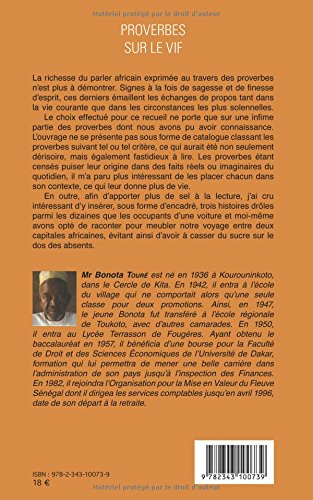 Matériel protégé par le droit d'auteur
PROVERBES
SUR LE VIF
La richesse du parler africain exprimée au travers des proverbes
n'est plus à démontrer. Signes à la fois de sagesse et de finesse
d'esprit, ces derniers émaillent les échanges de propos tant dans
la vie courante que dans les circonstances les plus solennelles.
Le choix effectué pour ce recueil ne porte que sur une infime
partie des proverbes dont nous avons pu avoir connaissance.
L'ouvrage ne se présente pas sous forme de catalogue classant les
proverbes suivant tel ou tel critère, ce qui aurait été non seulement
dérisoire, mais également fastidieux à lire. Les proverbes étant
censés puiser leur origine dans des faits réels ou imaginaires du
quotidien, il m'a paru plus intéressant de les placer chacun dans
son contexte, ce qui leur donne plus de vie.
En outre, afin d'apporter plus de sel à la lecture, j'ai cru
intéressant d'y insérer, sous forme d'encadré, trois histoires drôles
parmi les dizaines que les occupants d'une voiture et moi-même
avons opté de raconter pour meubler notre voyage entre deux
capitales africaines, évitant ainsi d'avoir à casser du sucre sur le
dos des absents.
Mr Bonota Touré est né en 1936 à Kourouninkoto,
dans le Cercle de Kita. En 1942, il entra à l'école
du village qui ne comportait alors qu'une seule
classe pour deux promotions. Ainsi, en 1947,
le jeune Bonota fut transféré à l'école régionale
de Toukoto, avec d'autres camarades. En 1950,
il entra au Lycée Terrasson de Fougères. Ayant obtenu le
baccalauréat en 1957, il bénéficia d'une bourse pour la Faculté
de Droit et des Sciences Économiques de l'Université de Dakar,
formation qui lui permettra de mener une belle carrière dans
l'administration de son pays jusqu'à l'Inspection des Finances.
En 1982, il rejoindra l'Organisation pour la Mise en Valeur du Fleuve
Sénégal dont il dirigea les services comptables jusqu'en avril 1996,
date de son départ à la retraite.
ISBN : 978-2-343-10073-9
18 €
9 782343 100739
Matériel protégé par le droit d'auteur